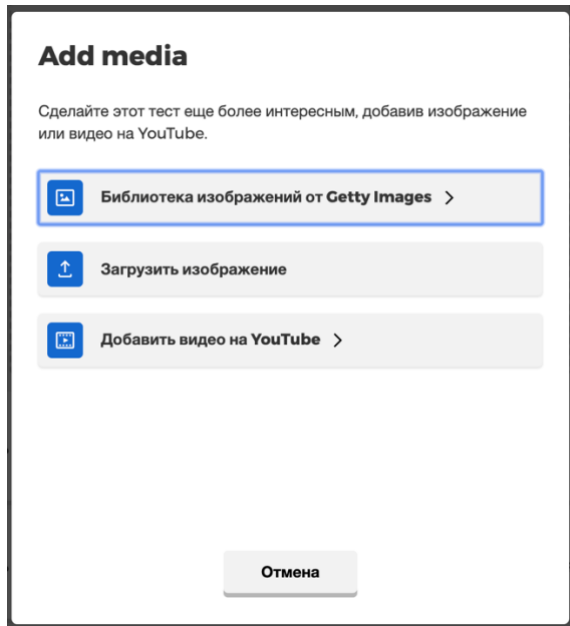 Add media
Сделайте этот тест еще более интересным, добавив изображение
или видео на YouTube.
Библиотека изображений от Getty Images
Загрузить изображение
Добавить видео на YouTube
Отмена